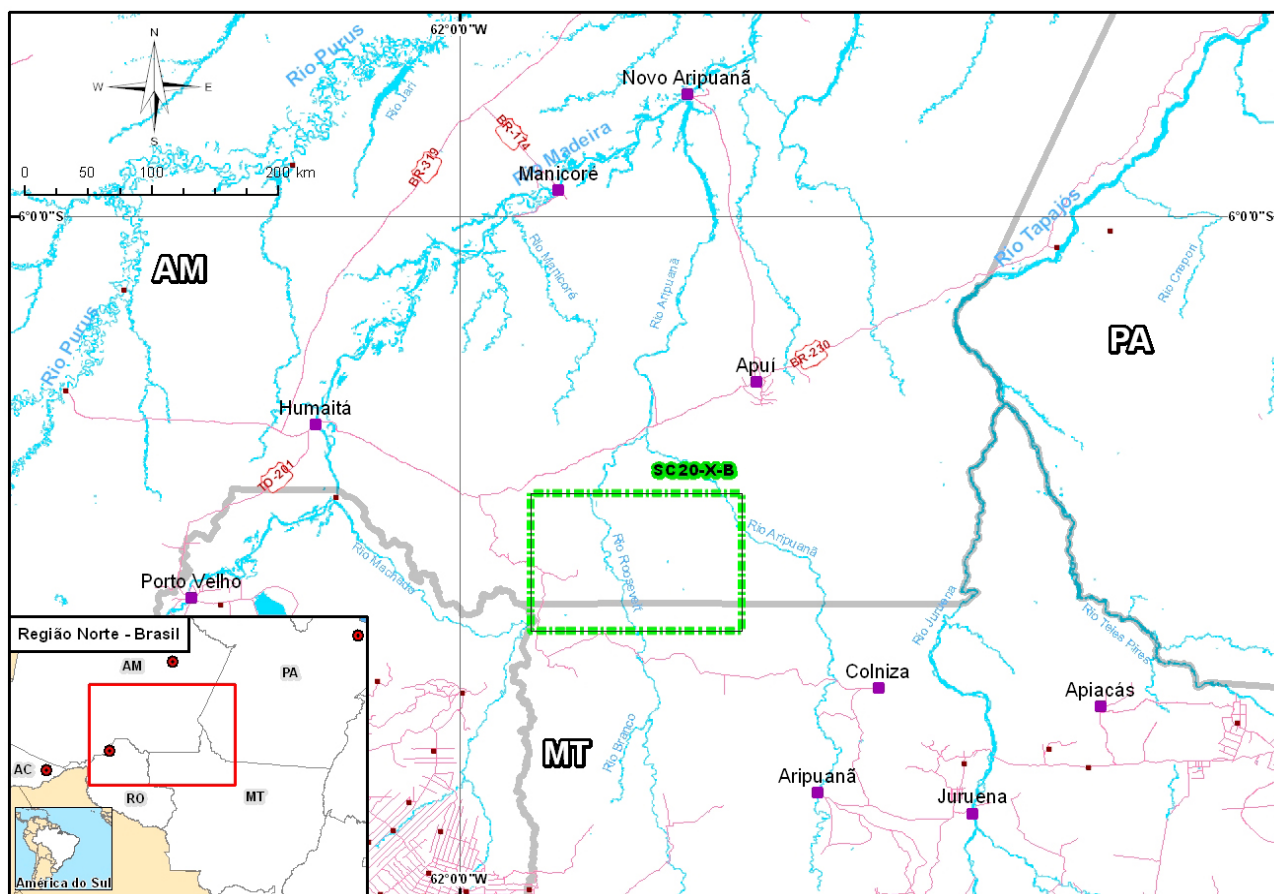 62°0'0"W
N
W
E
S
Rio Purus
Rio Jari
Novo Aripuanã
BR-174
BR-319
Rio Madeira
Manicoré
0 50 100 200 km
6°0'0"S
6°0'0"S
AM
Rio Manicoré
Rio Aripuanã
Rio Tapajós
Rio Crepori
Rio Purus
PA
Apuí
BR-230
Humaitá
TD-201
SC20-X-B
Rio Aripuanã
Rio Machado
Rio Roosevelt
Porto Velho
Rio Juruena
Rio Teles Pires
Região Norte - Brasil
AM
PA
Colniza
Apiacás
Rio Branco
MT
AC
RO
MT
Aripuanã
Juruena
América do Sul
62°0'0"W